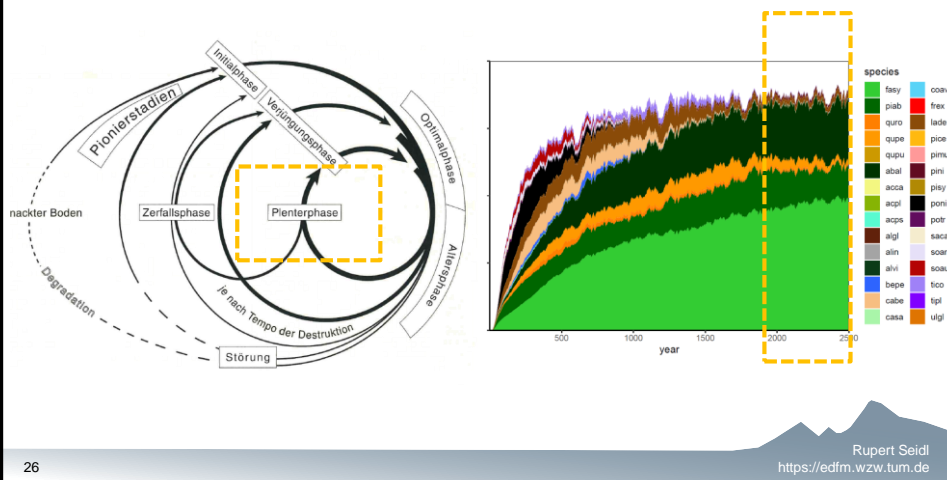 Initialphase
Verjüngungsphase
Pionierstadien
Optimalphase
nackter Boden
Zerfallsphase
Plenterphase
Altersphase
Degradation
je nach Tempo der Destruktion
Störung
500
1000
1500
2000
2500
year
species
fasy
piab
quro
qupe
qupu
abal
acca
acpl
acps
algl
alin
alvi
bepe
cabe
casa
coav
frex
lade
pice
pimu
pini
pisy
poni
potr
saca
soar
soau
tico
tipl
ulgl
26
Rupert Seidl
https://edfm.wzw.tum.de